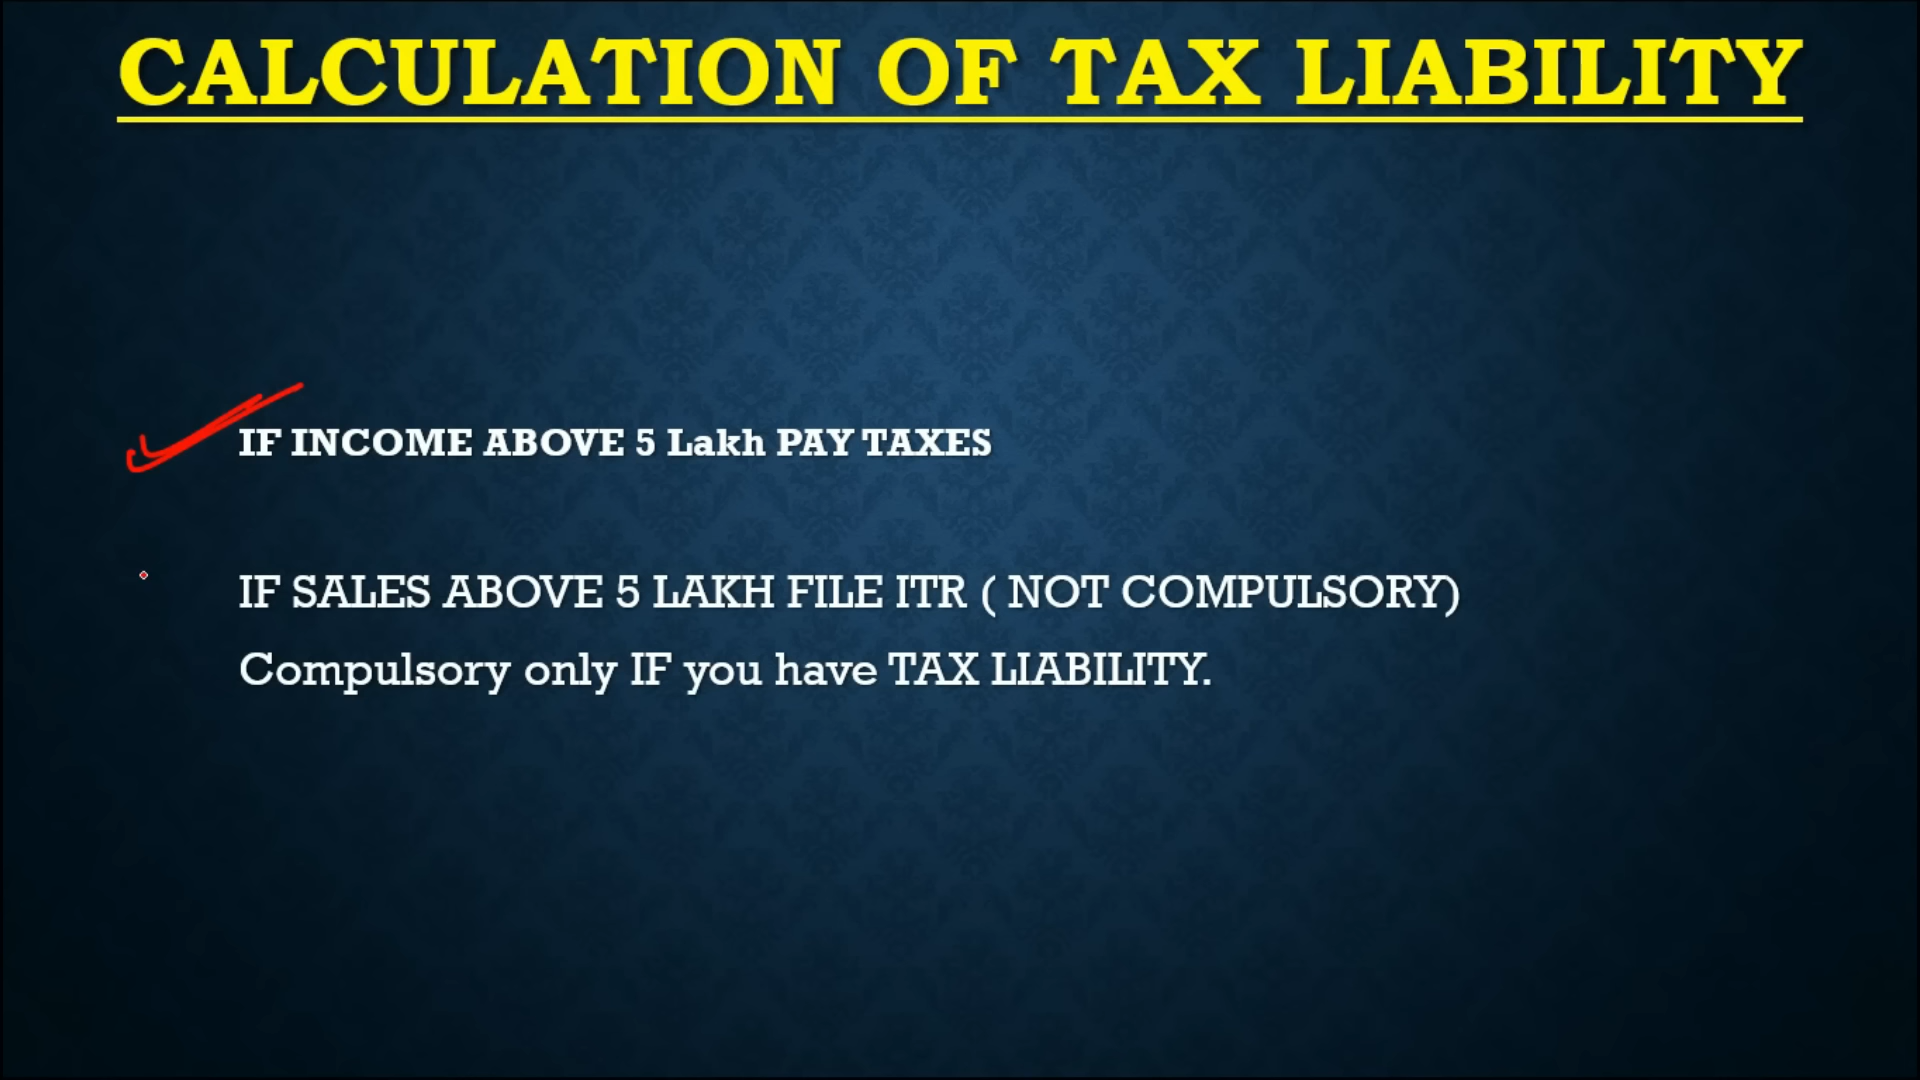 CALCULATION OF TAX LIABILITY
IF INCOME ABOVE 5 Lakh PAY TAXES
IF SALES ABOVE 5 LAKH FILE ITR ( NOT COMPULSORY)
Compulsory only IF you have TAX LIABILITY.